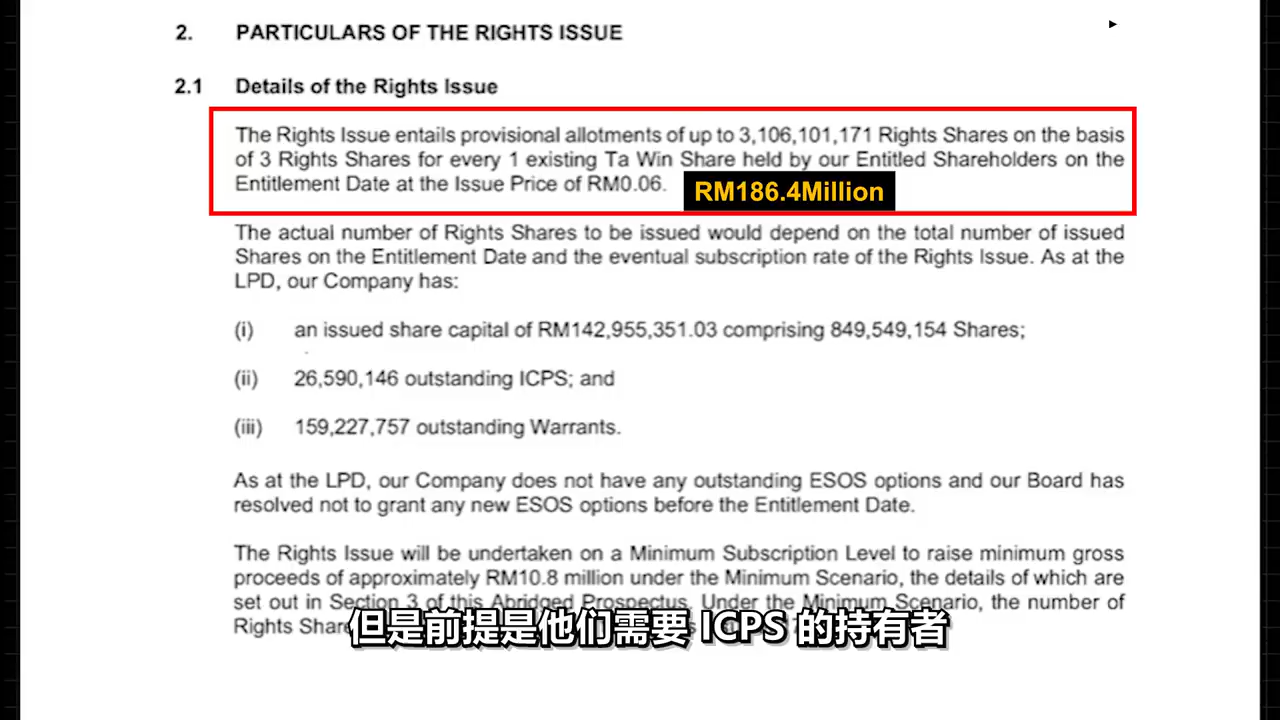 2. PARTICULARS OF THE RIGHTS ISSUE
2.1 Details of the Rights Issue
The Rights Issue entails provisional allotments of up to 3,106,101,171 Rights Shares on the basis
of 3 Rights Shares for every 1 existing Ta Win Share held by our Entitled Shareholders on the
Entitlement Date at the Issue Price of RM0.06.
RM186.4Million
The actual number of Rights Shares to be issued would depend on the total number of issued
Shares on the Entitlement Date and the eventual subscription rate of the Rights Issue. As at the
LPD, our Company has:
(i) an issued share capital of RM142,955,351.03 comprising 849,549,154 Shares;
(ii) 26,590,146 outstanding ICPS; and
(iii) 159,227,757 outstanding Warrants.
As at the LPD, our Company does not have any outstanding ESOS options and our Board has
resolved not to grant any new ESOS options before the Entitlement Date.
The Rights Issue will be undertaken on a Minimum Subscription Level to raise minimum gross
proceeds of approximately RM10.8 million under the Minimum Scenario, the details of which are
set out in Section 3 of this Abridged Prospectus. Under the Minimum Scenario, the number of
Rights
但是前提是他们需要 ICPS 的持有者